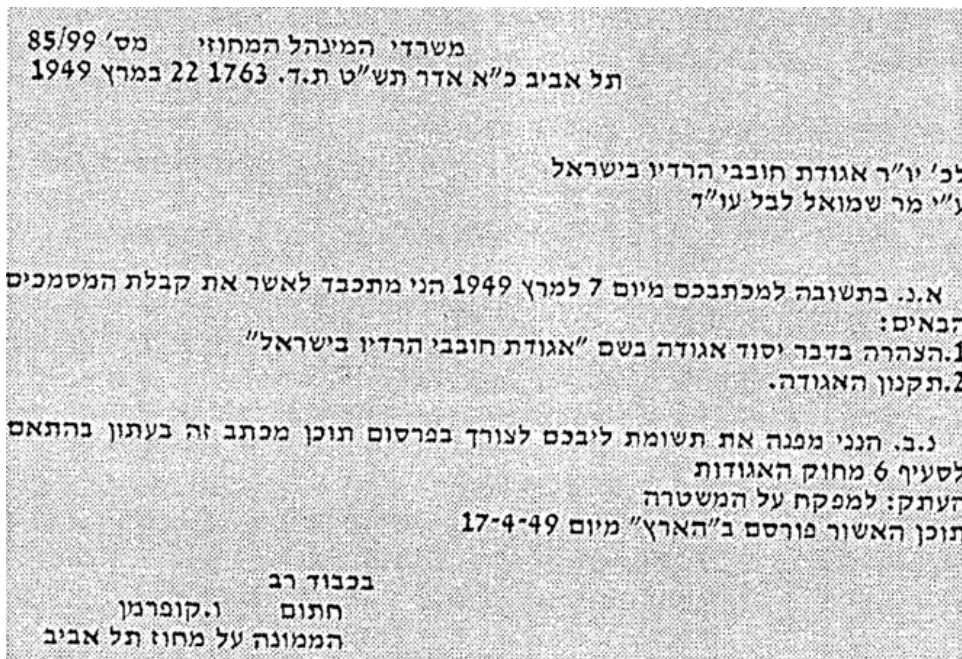 משרדי המינהל המחוזי מס' 85/99
תל אביב כ"א אדר תש"ט ת.ד. 1763 22 במרץ 1949
לכ' יו"ר אגודת חובבי הרדיו בישראל
ע"י מר שמואל לבל עו"ד
א.נ. בתשובה למכתבכם מיום 7 למרץ 1949 הני מתכבד לאשר את קבלת המסמכים
הבאים:
1.הצהרה בדבר יסוד אגודה בשם "אגודת חובבי הרדיו בישראל"
2.תקנון האגודה.
נ.ב. הנני מפנה את תשומת ליבכם לצורך בפרסום תוכן מכתב זה בעתון בהתאם
לסעיף 6 מחוק האגודות
העתק: למפקח על המשטרה
תוכן האשור פורסם ב"הארץ" מיום 17-4-49
בכבוד רב
חתום ו.קופרמן
הממונה על מחוז תל אביב